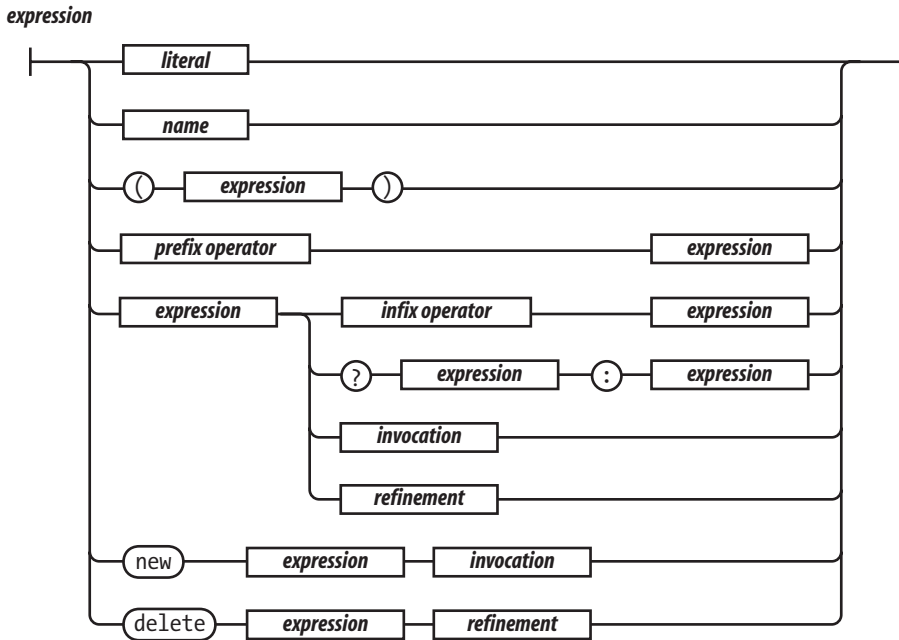 expression
literal
name
( expression )
prefix operator expression
expression infix operator expression
? expression : expression
invocation
refinement
new expression invocation
delete expression refinement